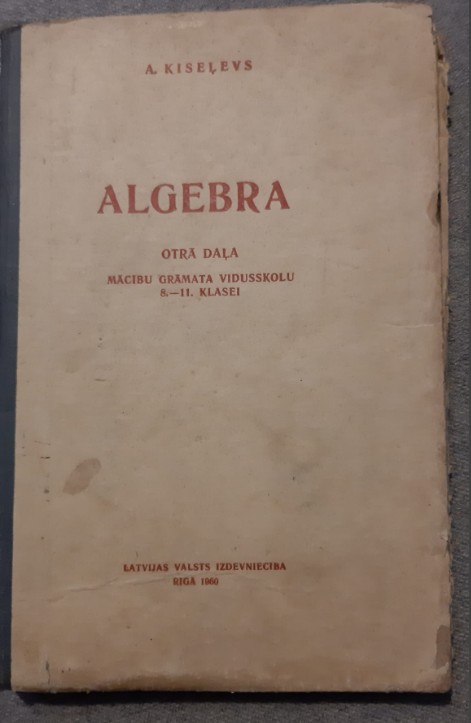 A. KISEĻEVS
ALGEBRA
OTRĀ DAĻA
MĀCĪBU GRĀMATA VIDUSSKOLU
8.—11. KLASEI
LATVIJAS VALSTS IZDEVNIECĪBA
RĪGĀ 1960